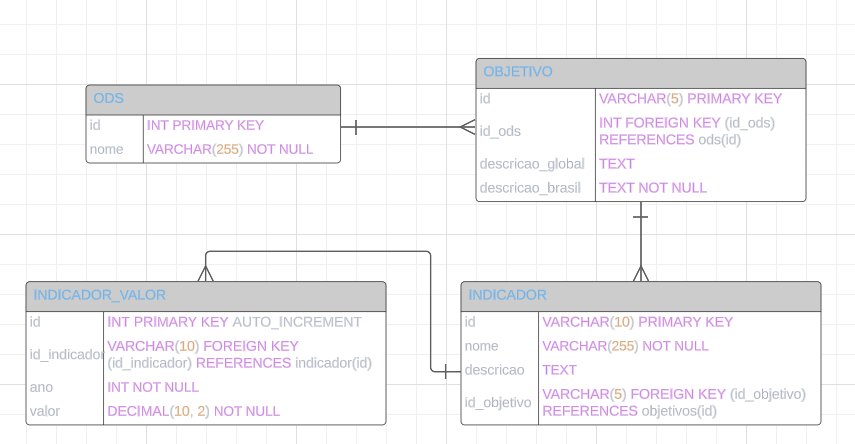 ODS
id INT PRIMARY KEY
nome VARCHAR(255) NOT NULL
OBJETIVO
id VARCHAR(5) PRIMARY KEY
id_ods INT FOREIGN KEY (id_ods)
REFERENCES ods(id)
descricao_global TEXT
descricao_brasil TEXT NOT NULL
INDICADOR_VALOR
id INT PRIMARY KEY AUTO_INCREMENT
id_indicador VARCHAR(10) FOREIGN KEY
(id_indicador) REFERENCES indicador(id)
ano INT NOT NULL
valor DECIMAL(10, 2) NOT NULL
INDICADOR
id VARCHAR(10) PRIMARY KEY
nome VARCHAR(255) NOT NULL
descricao TEXT
id_objetivo VARCHAR(5) FOREIGN KEY (id_objetivo)
REFERENCES objetivos(id)